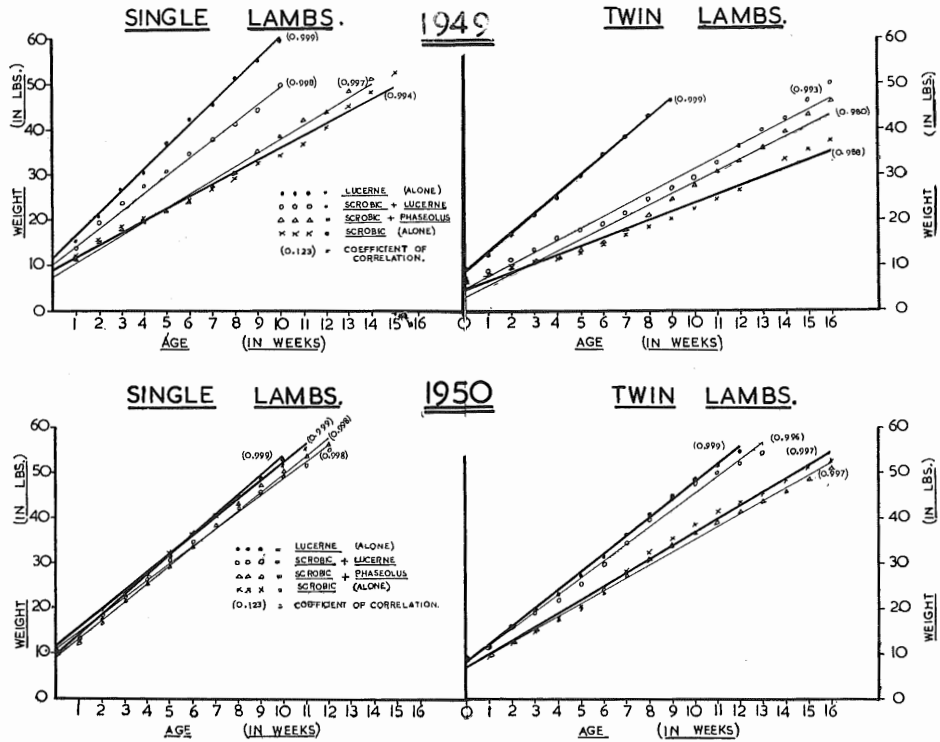 SINGLE LAMBS. 1949 TWIN LAMBS.
60
50
40
30
20
10
0
WEIGHT (IN LBS.)
(0.999)
(0.998)
(0.997)
(0.994)
LUCERNE (ALONE)
SCROBIC + LUCERNE
SCROBIC + PHASEOLUS
SCROBIC (ALONE)
(0.123) = COEFFICIENT OF
CORRELATION.
1 2 3 4 5 6 7 8 9 10 11 12 13 14 15 16
AGE (IN WEEKS)
(0.999)
(0.993)
(0.980)
(0.988)
60
50
40
30
20
10
0
WEIGHT (IN LBS.)
0 1 2 3 4 5 6 7 8 9 10 11 12 13 14 15 16
AGE (IN WEEKS)
SINGLE LAMBS. 1950 TWIN LAMBS.
60
50
40
30
20
10
0
WEIGHT (IN LBS.)
(0.999)
(0.999)
(0.998)
(0.998)
LUCERNE (ALONE)
SCROBIC + LUCERNE
SCROBIC + PHASEOLUS
SCROBIC (ALONE)
(0.123) = COEFFICIENT OF CORRELATION.
1 2 3 4 5 6 7 8 9 10 11 12 13 14 15 16
AGE (IN WEEKS)
(0.999)
(0.996)
(0.997)
(0.997)
60
50
40
30
20
10
0
WEIGHT (IN LBS.)
0 1 2 3 4 5 6 7 8 9 10 11 12 13 14 15 16
AGE (IN WEEKS)